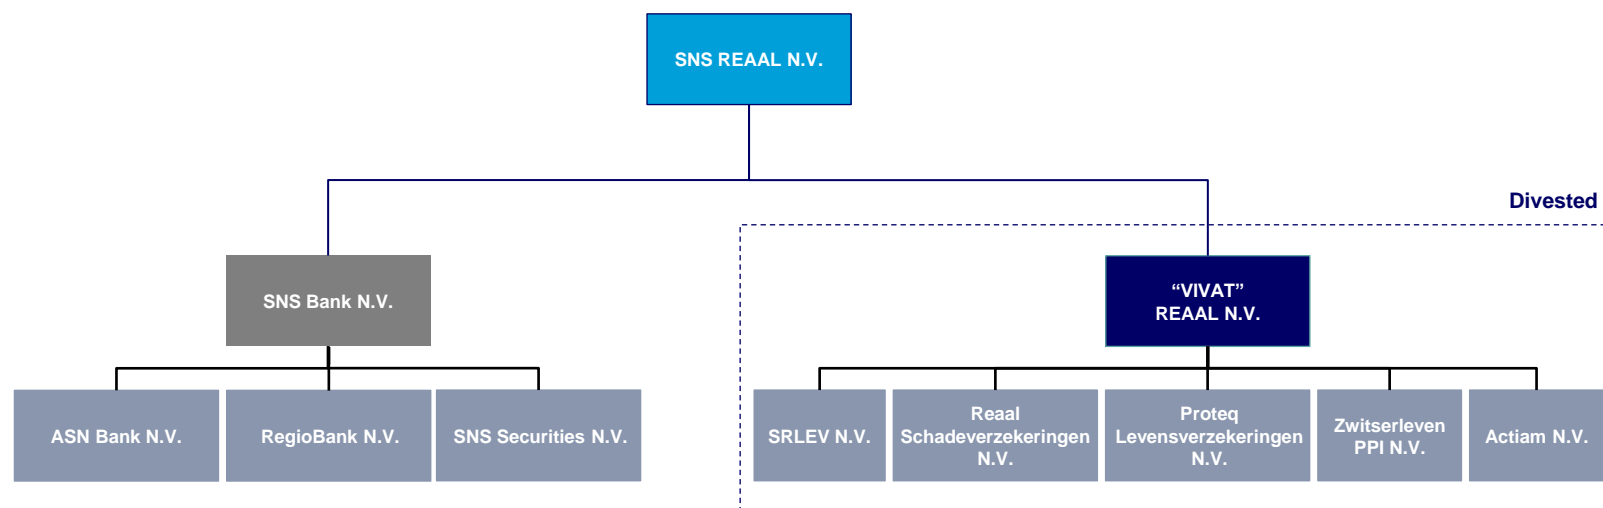 SNS REAAL N.V.
Divested
SNS Bank N.V.
“VIVAT”
REAAL N.V.
ASN Bank N.V.
RegioBank N.V.
SNS Securities N.V.
SRLEV N.V.
Reaal
Schadeverzekeringen
N.V.
Proteq
Levensverzekeringen
N.V.
Zwitserleven
PPI N.V.
Actiam N.V.